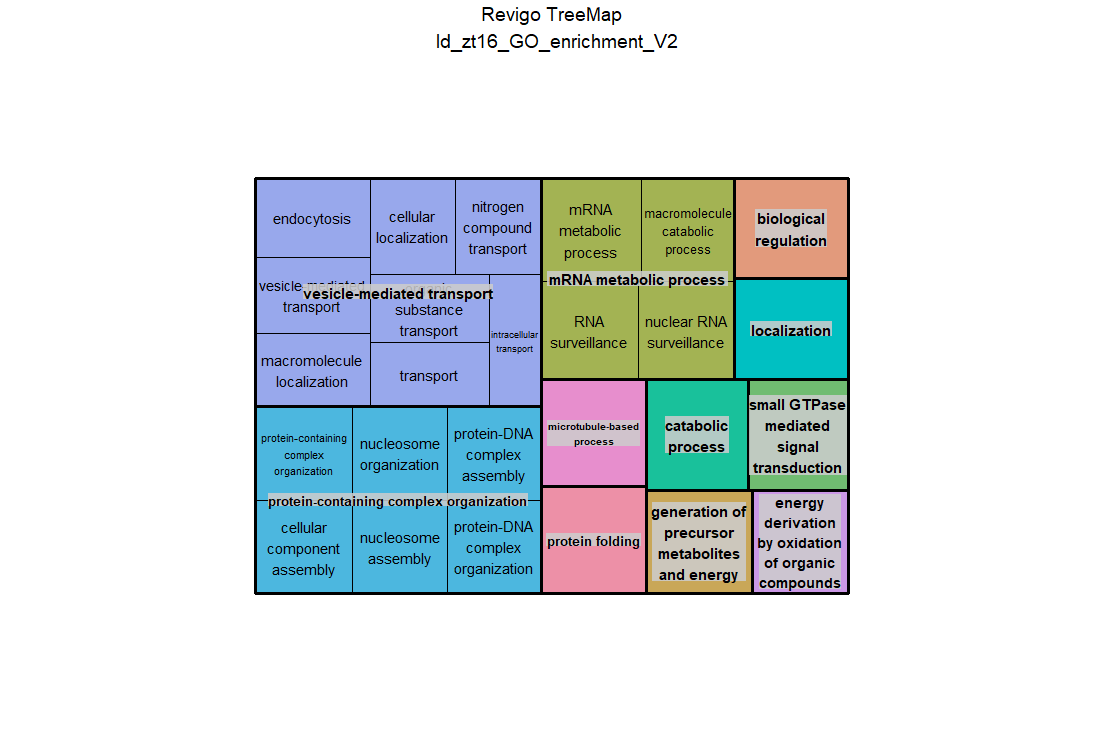 Revigo TreeMap
ld_zt16_GO_enrichment_V2
endocytosis
cellular
localization
nitrogen
compound
transport
vesicle-mediated
transport
vesicle-mediated transport
substance
transport
intracellular
transport
macromolecule
localization
transport
mRNA
metabolic
process
macromolecule
catabolic
process
mRNA metabolic process
RNA
surveillance
nuclear RNA
surveillance
biological
regulation
localization
protein-containing
complex
organization
nucleosome
organization
protein-DNA
complex
assembly
protein-containing complex organization
cellular
component
assembly
nucleosome
assembly
protein-DNA
complex
organization
microtubule-based
process
catabolic
process
small GTPase
mediated
signal
transduction
protein folding
generation of
precursor
metabolites
and energy
energy
derivation
by oxidation
of organic
compounds